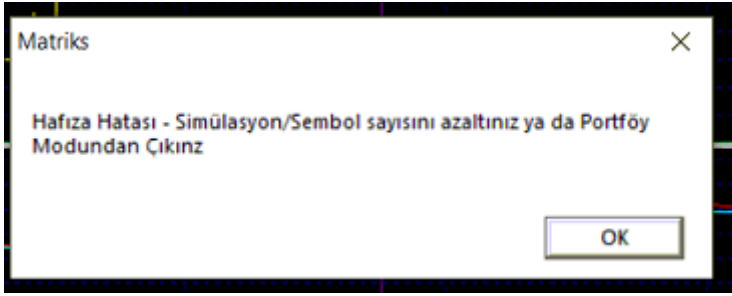 Matriks
Hafıza Hatası - Simülasyon/Sembol sayısını azaltınız ya da Portföy
Modundan Çıkınz
OK